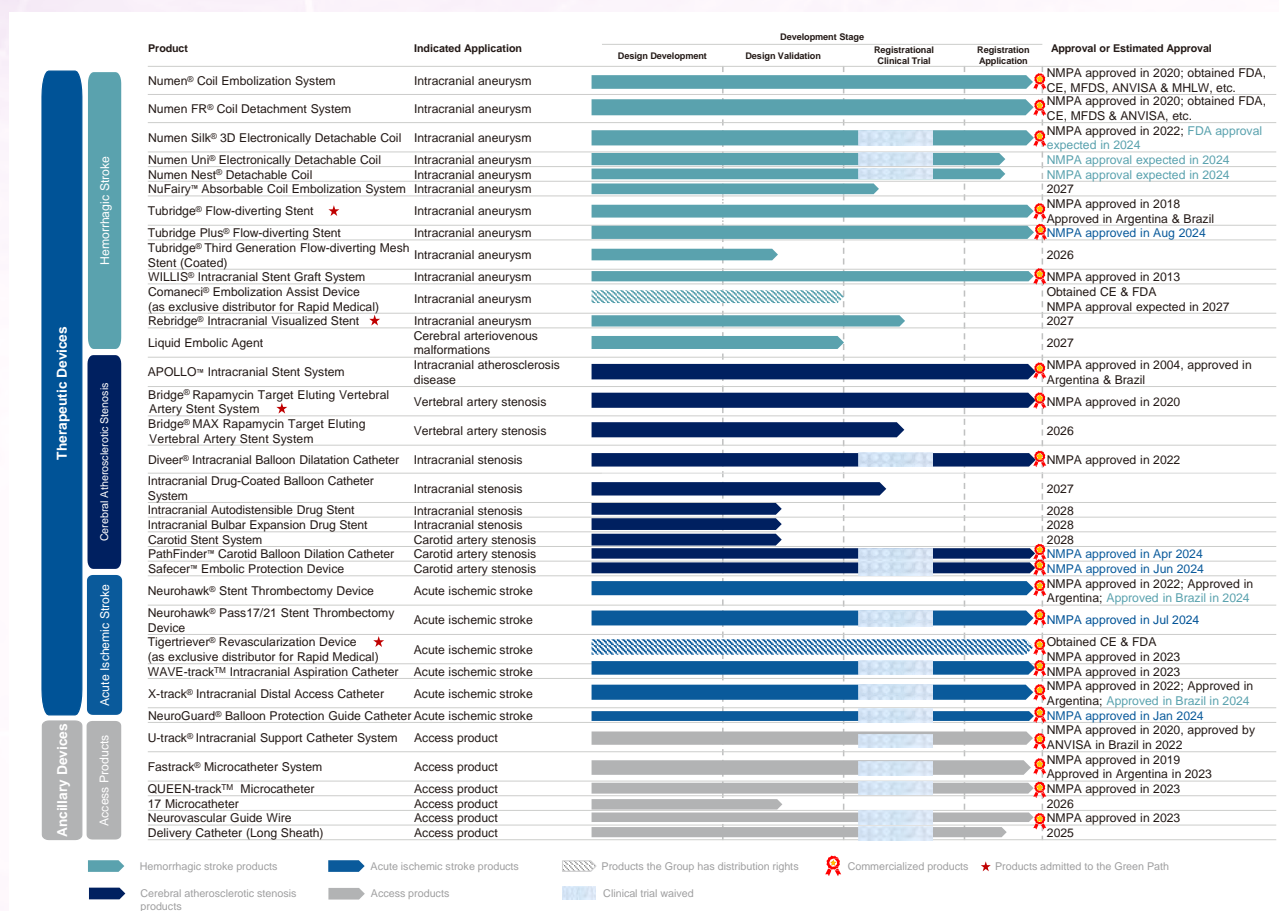 Development Stage
Product
Indicated Application
Design Development
Design Validation
Registrational
Clinical Trial
Registration
Application
Approval or Estimated Approval
Therapeutic Devices
Hemorrhagic Stroke
Numen® Coil Embolization System
Intracranial aneurysm
NMPA approved in 2020; obtained FDA,
CE, MFDS, ANVISA & MHLW, etc.
Numen FR® Coil Detachment System
Intracranial aneurysm
NMPA approved in 2020; obtained FDA,
CE, MFDS & ANVISA, etc.
Numen Silk® 3D Electronically Detachable Coil
Intracranial aneurysm
NMPA approved in 2022; FDA approval
expected in 2024
Numen Uni® Electronically Detachable Coil
Intracranial aneurysm
NMPA approval expected in 2024
Numen Nest® Detachable Coil
Intracranial aneurysm
NMPA approval expected in 2024
NuFairy™ Absorbable Coil Embolization System
Intracranial aneurysm
2027
Tubridge® Flow-diverting Stent ★
Intracranial aneurysm
NMPA approved in 2018
Approved in Argentina & Brazil
Tubridge Plus® Flow-diverting Stent
Intracranial aneurysm
NMPA approved in Aug 2024
Tubridge® Third Generation Flow-diverting Mesh
Stent (Coated)
Intracranial aneurysm
2026
WILLIS® Intracranial Stent Graft System
Intracranial aneurysm
NMPA approved in 2013
Comaneci® Embolization Assist Device
(as exclusive distributor for Rapid Medical)
Intracranial aneurysm
Obtained CE & FDA
NMPA approval expected in 2027
Rebridge® Intracranial Visualized Stent ★
Intracranial aneurysm
2027
Liquid Embolic Agent
Cerebral arteriovenous
malformations
2027
Cerebral Atherosclerotic Stenosis
APOLLO™ Intracranial Stent System
Intracranial atherosclerosis
disease
NMPA approved in 2004, approved in
Argentina & Brazil
Bridge® Rapamycin Target Eluting Vertebral
Artery Stent System ★
Vertebral artery stenosis
NMPA approved in 2020
Bridge® MAX Rapamycin Target Eluting
Vertebral Artery Stent System
Vertebral artery stenosis
2026
Diveer® Intracranial Balloon Dilatation Catheter
Intracranial stenosis
NMPA approved in 2022
Intracranial Drug-Coated Balloon Catheter
System
Intracranial stenosis
2027
Intracranial Autodistensible Drug Stent
Intracranial stenosis
2028
Intracranial Bulbar Expansion Drug Stent
Intracranial stenosis
2028
Carotid Stent System
Carotid artery stenosis
2028
PathFinder™ Carotid Balloon Dilation Catheter
Carotid artery stenosis
NMPA approved in Apr 2024
Safecer™ Embolic Protection Device
Carotid artery stenosis
NMPA approved in Jun 2024
Acute Ischemic Stroke
Neurohawk® Stent Thrombectomy Device
Acute ischemic stroke
NMPA approved in 2022; Approved in
Argentina; Approved in Brazil in 2024
Neurohawk® Pass17/21 Stent Thrombectomy
Device
Acute ischemic stroke
NMPA approved in Jul 2024
Tigertriever® Revascularization Device ★
(as exclusive distributor for Rapid Medical)
Acute ischemic stroke
Obtained CE & FDA
NMPA approved in 2023
WAVE-track™ Intracranial Aspiration Catheter
Acute ischemic stroke
NMPA approved in 2023
X-track® Intracranial Distal Access Catheter
Acute ischemic stroke
NMPA approved in 2022; Approved in
Argentina; Approved in Brazil in 2024
NeuroGuard® Balloon Protection Guide Catheter
Acute ischemic stroke
NMPA approved in Jan 2024
Ancillary Devices
Access Products
U-track® Intracranial Support Catheter System
Access product
NMPA approved in 2020, approved by
ANVISA in Brazil in 2022
Fastrack® Microcatheter System
Access product
NMPA approved in 2019
Approved in Argentina in 2023
QUEEN-track™ Microcatheter
Access product
NMPA approved in 2023
17 Microcatheter
Access product
2026
Neurovascular Guide Wire
Access product
NMPA approved in 2023
Delivery Catheter (Long Sheath)
Access product
2025
Hemorrhagic stroke products
Acute ischemic stroke products
Products the Group has distribution rights
Commercialized products
★ Products admitted to the Green Path
Cerebral atherosclerotic stenosis
products
Access products
Clinical trial waived